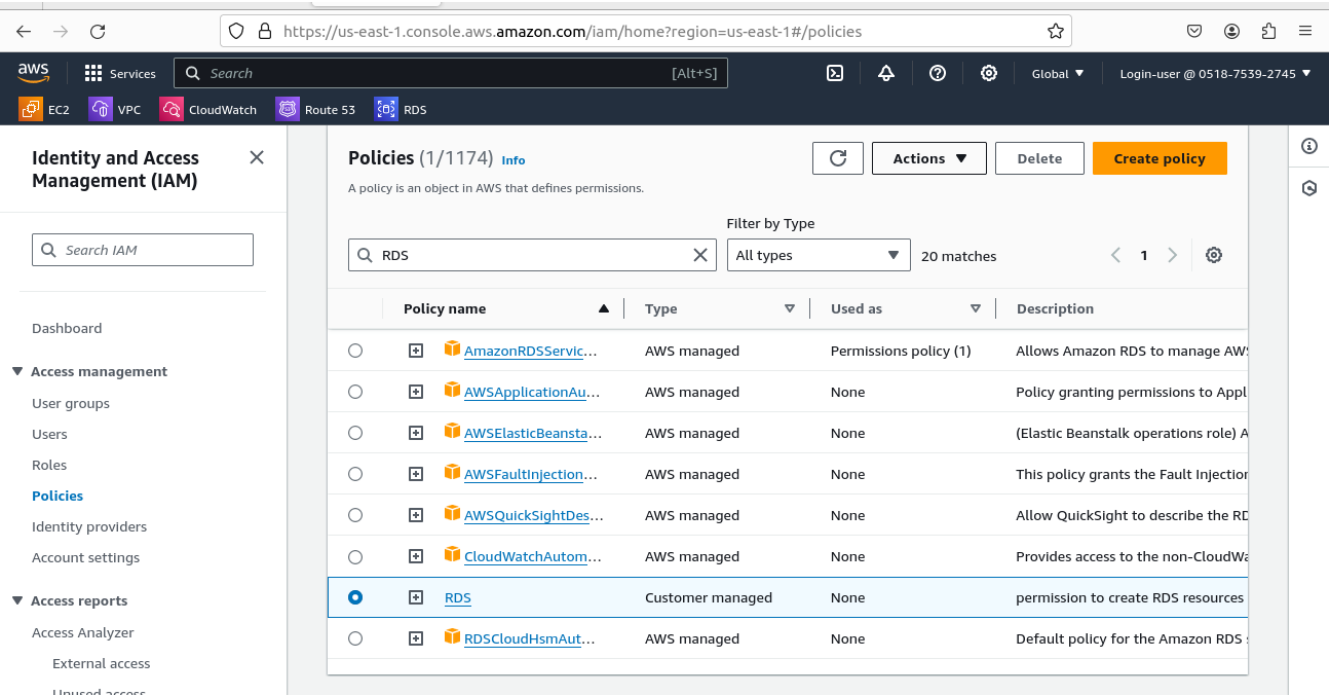 https://us-east-1.console.aws.amazon.com/iam/home?region=us-east-1#/policies
aws Services Search [Alt+S] Global ▼ Login-user @ 0518-7539-2745 ▼
EC2 VPC CloudWatch Route 53 RDS
Identity and Access
Management (IAM)
Search IAM
Dashboard
Access management
User groups
Users
Roles
Policies
Identity providers
Account settings
Access reports
Access Analyzer
External access
Unused access
Policies (1/1174) Info
Actions ▼ Delete Create policy
A policy is an object in AWS that defines permissions.
Filter by Type
RDS All types 20 matches 1
Policy name Type Used as Description
AmazonRDSServic... AWS managed Permissions policy (1) Allows Amazon RDS to manage AWS
AWSApplicationAu... AWS managed None Policy granting permissions to Appl
AWSElasticBeansta... AWS managed None (Elastic Beanstalk operations role) A
AWSFaultInjection... AWS managed None This policy grants the Fault Injection
AWSQuickSightDes... AWS managed None Allow QuickSight to describe the RD
CloudWatchAutom... AWS managed None Provides access to the non-CloudWa
RDS Customer managed None permission to create RDS resources
RDSCloudHsmAut... AWS managed None Default policy for the Amazon RDS